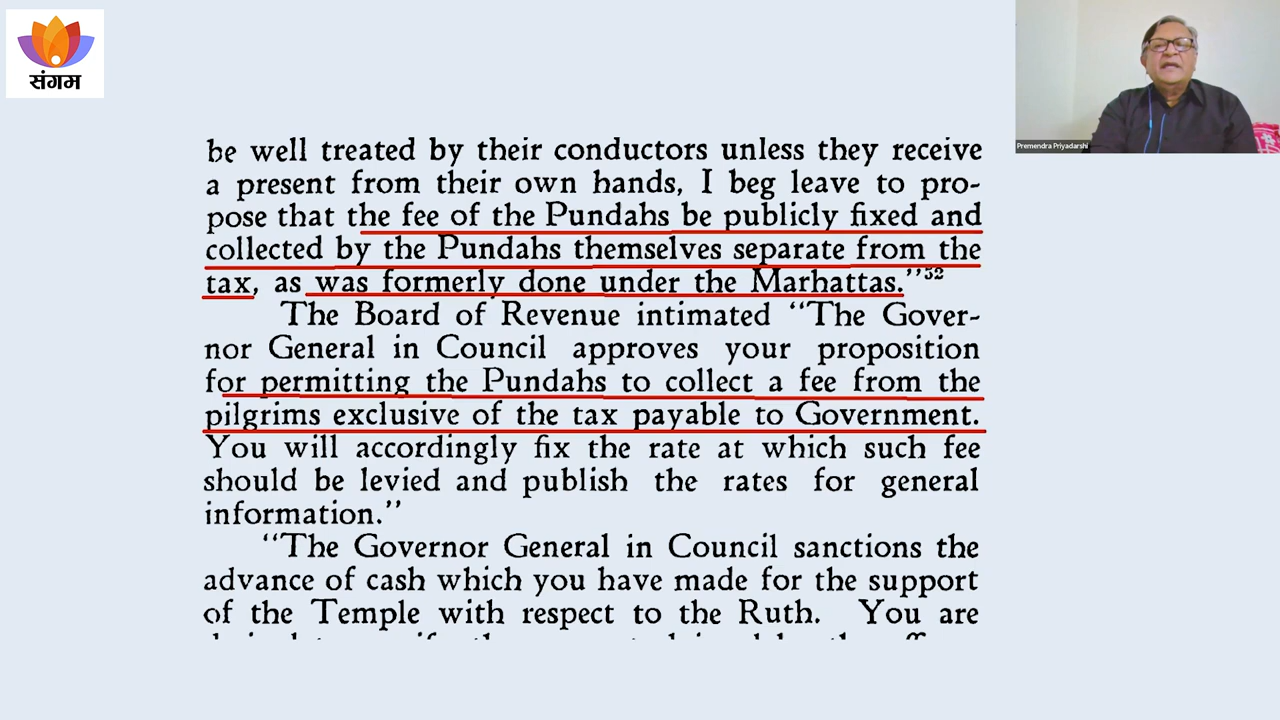 संगम
Premendra Priyadarshi
be well treated by their conductors unless they receive
a present from their own hands, I beg leave to pro-
pose that the fee of the Pundahs be publicly fixed and
collected by the Pundahs themselves separate from the
tax, as was formerly done under the Marhattas.”⁵²
The Board of Revenue intimated “The Gover-
nor General in Council approves your proposition
for permitting the Pundahs to collect a fee from the
pilgrims exclusive of the tax payable to Government.
You will accordingly fix the rate at which such fee
should be levied and publish the rates for general
information.”
“The Governor General in Council sanctions the
advance of cash which you have made for the support
of the Temple with respect to the Ruth. You are